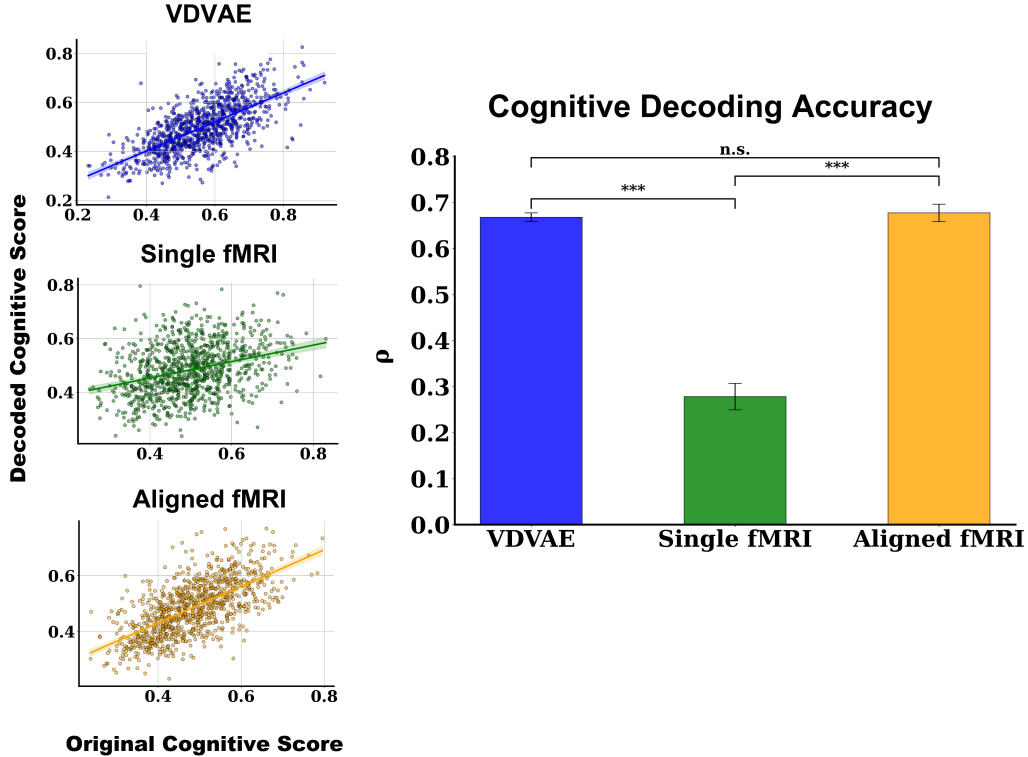 VDVAE
0.8
0.6
0.4
0.2
0.2 0.4 0.6 0.8
Single fMRI
0.8
0.6
0.4
0.4 0.6 0.8
Aligned fMRI
0.6
0.4
0.4 0.6 0.8
Decoded Cognitive Score
Original Cognitive Score
Cognitive Decoding Accuracy
n.s.
***
***
0.8
0.7
0.6
0.5
0.4
0.3
0.2
0.1
0.0
ρ
VDVAE Single fMRI Aligned fMRI